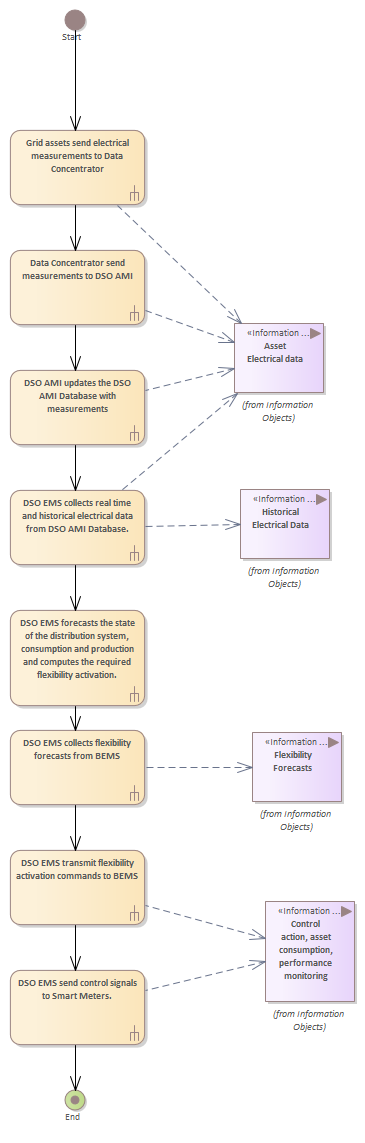 Start
Grid assets send electrical
measurements to Data
Concentrator
Data Concentrator send
measurements to DSO AMI
«Information ...
Asset
Electrical data
(from Information
Objects)
DSO AMI updates the DSO
AMI Database with
measurements
DSO EMS collects real time
and historical electrical data
from DSO AMI Database.
«Information ...
Historical
Electrical Data
(from Information
Objects)
DSO EMS forecasts the state
of the distribution system,
consumption and production
and computes the required
flexibility activation.
DSO EMS collects flexibility
forecasts from BEMS
«Information ...
Flexibility
Forecasts
(from Information
Objects)
DSO EMS transmit flexibility
activation commands to BEMS
«Information ...
Control
action, asset
consumption,
performance
monitoring
(from Information
Objects)
DSO EMS send control signals
to Smart Meters.
End